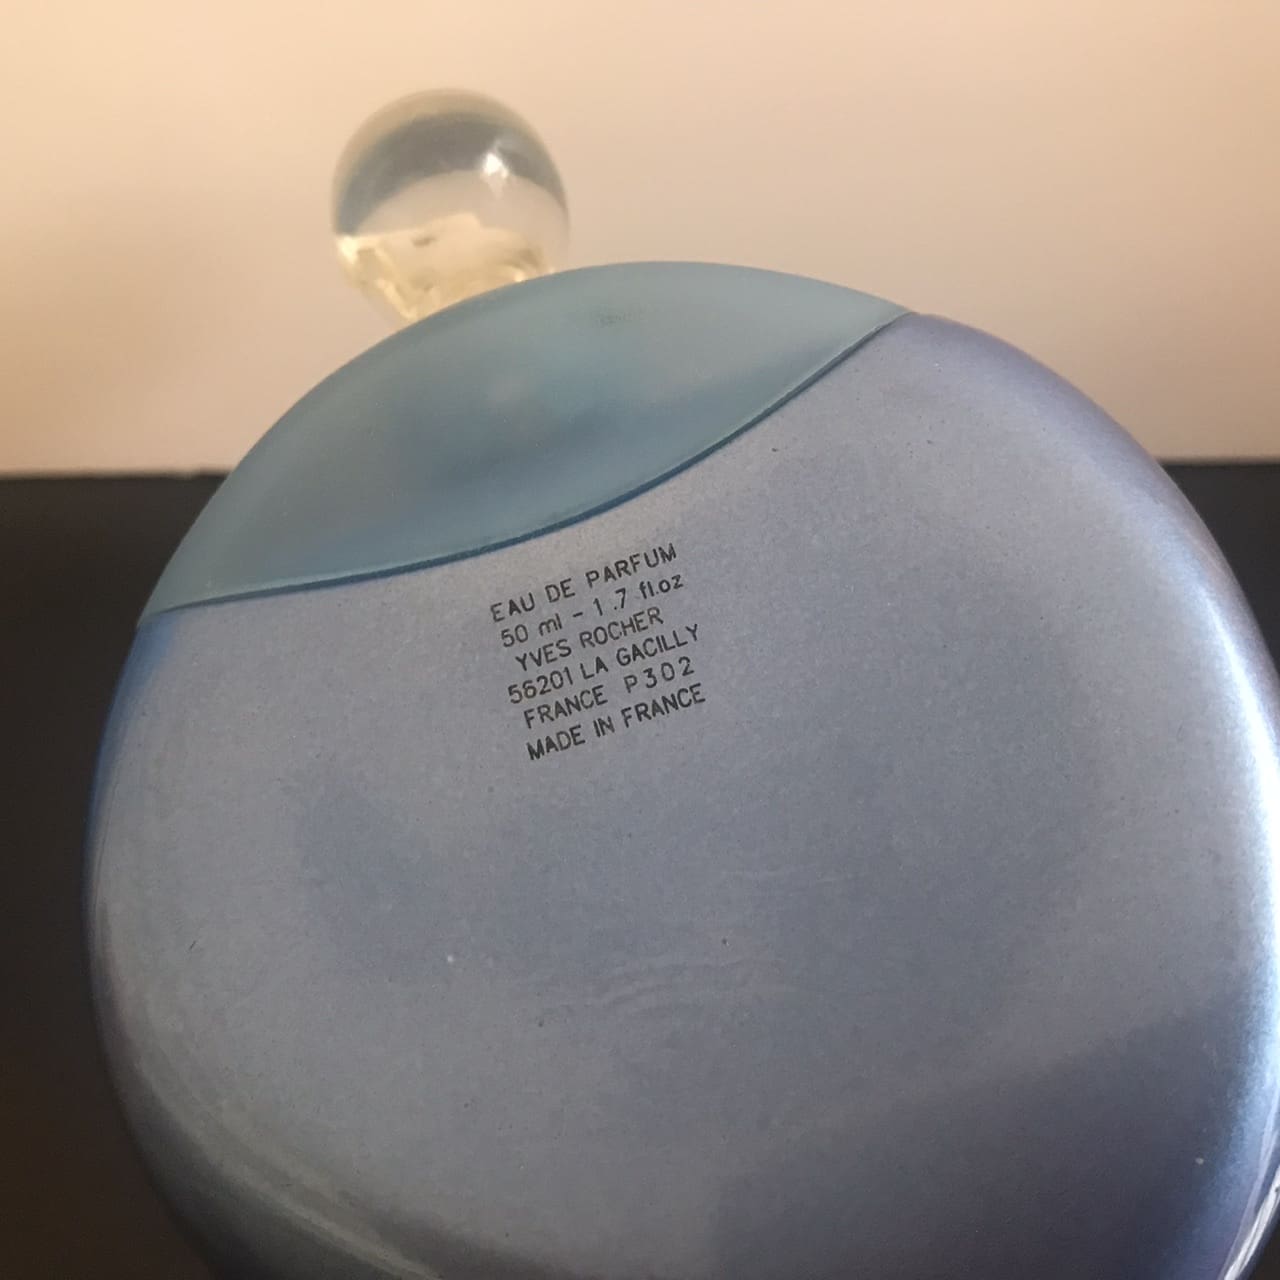 EAU DE PARFUM
50 ml - 1.7 fl.oz
YVES ROCHER
56201 LA GACILLY
FRANCE P302
MADE IN FRANCE